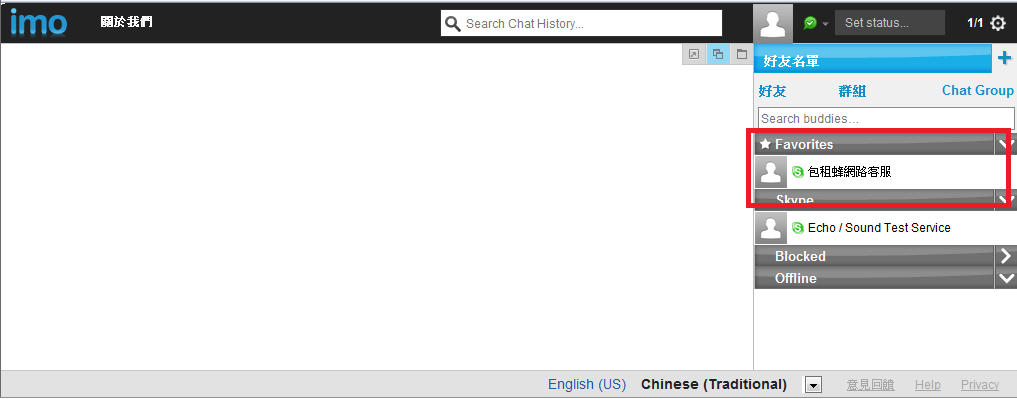 imo 關於我們 Search Chat History... Set status... 1/1
好友名單
好友 群組 Chat Group
Search buddies...
Favorites
包租蜂網路客服
Skype
Echo / Sound Test Service
Blocked
Offline
English (US) Chinese (Traditional) 意見回饋 Help Privacy